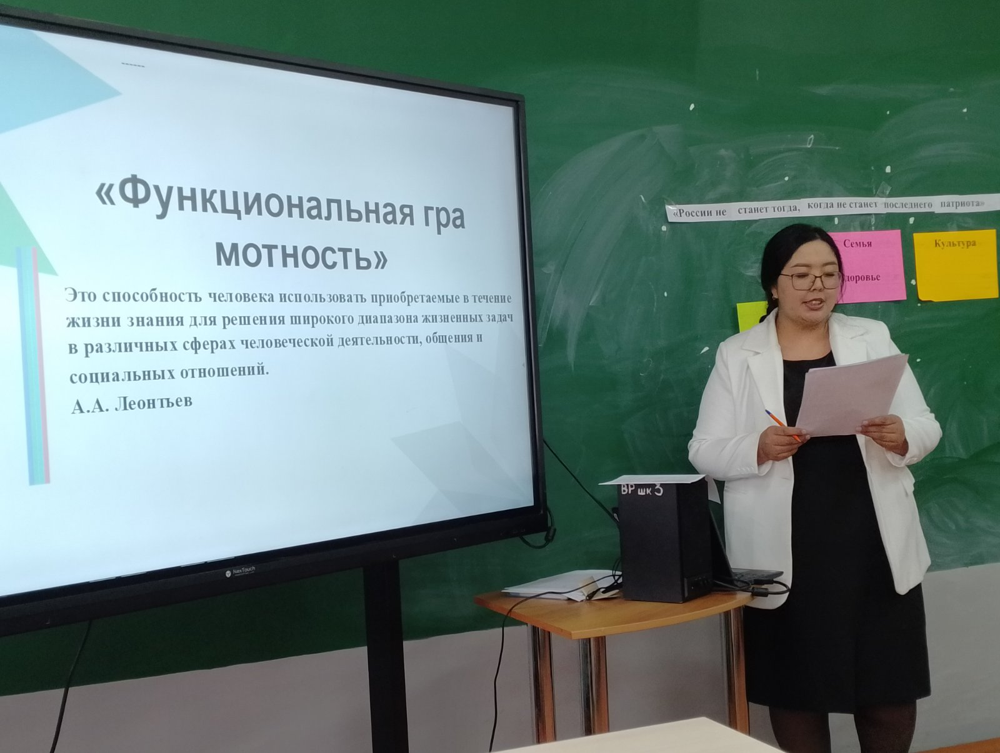 ------
«Функциональная гра
мотность»
Это способность человека использовать приобретаемые в течение
жизни знания для решения широкого диапазона жизненных задач
в различных сферах человеческой деятельности, общения и
социальных отношений.
А.А. Леонтьев
NexTouch
«России не станет тогда, когда не станет последнего патриота»
Семья
доровье
Культура
ВР шк 3